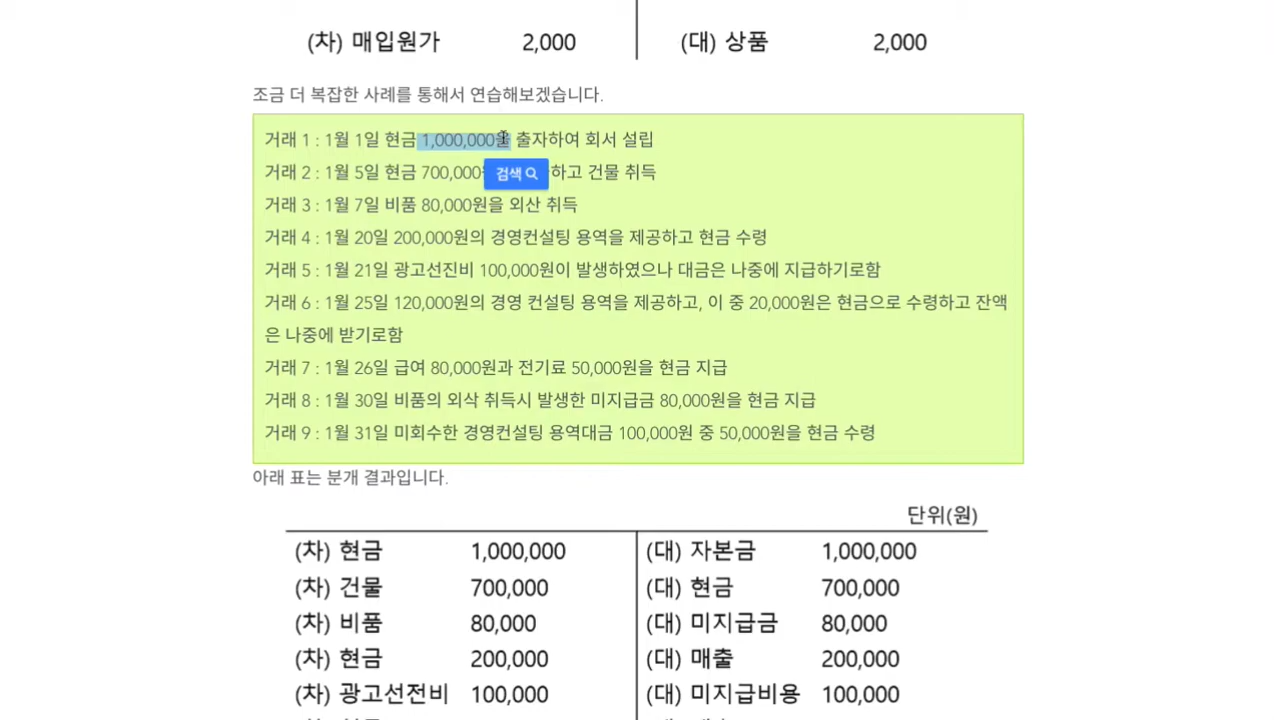 (차) 매입원가 2,000 (대) 상품 2,000
조금 더 복잡한 사례를 통해서 연습해보겠습니다.
거래 1 : 1월 1일 현금 1,000,000원 출자하여 회서 설립
거래 2 : 1월 5일 현금 700,000 검색 하고 건물 취득
거래 3 : 1월 7일 비품 80,000원을 외산 취득
거래 4 : 1월 20일 200,000원의 경영컨설팅 용역을 제공하고 현금 수령
거래 5 : 1월 21일 광고선진비 100,000원이 발생하였으나 대금은 나중에 지급하기로함
거래 6 : 1월 25일 120,000원의 경영 컨설팅 용역을 제공하고, 이 중 20,000원은 현금으로 수령하고 잔액
은 나중에 받기로함
거래 7 : 1월 26일 급여 80,000원과 전기료 50,000원을 현금 지급
거래 8 : 1월 30일 비품의 외삭 취득시 발생한 미지급금 80,000원을 현금 지급
거래 9 : 1월 31일 미회수한 경영컨설팅 용역대금 100,000원 중 50,000원을 현금 수령
아래 표는 분개 결과입니다.
단위(원)
(차) 현금 1,000,000 (대) 자본금 1,000,000
(차) 건물 700,000 (대) 현금 700,000
(차) 비품 80,000 (대) 미지급금 80,000
(차) 현금 200,000 (대) 매출 200,000
(차) 광고선전비 100,000 (대) 미지급비용 100,000